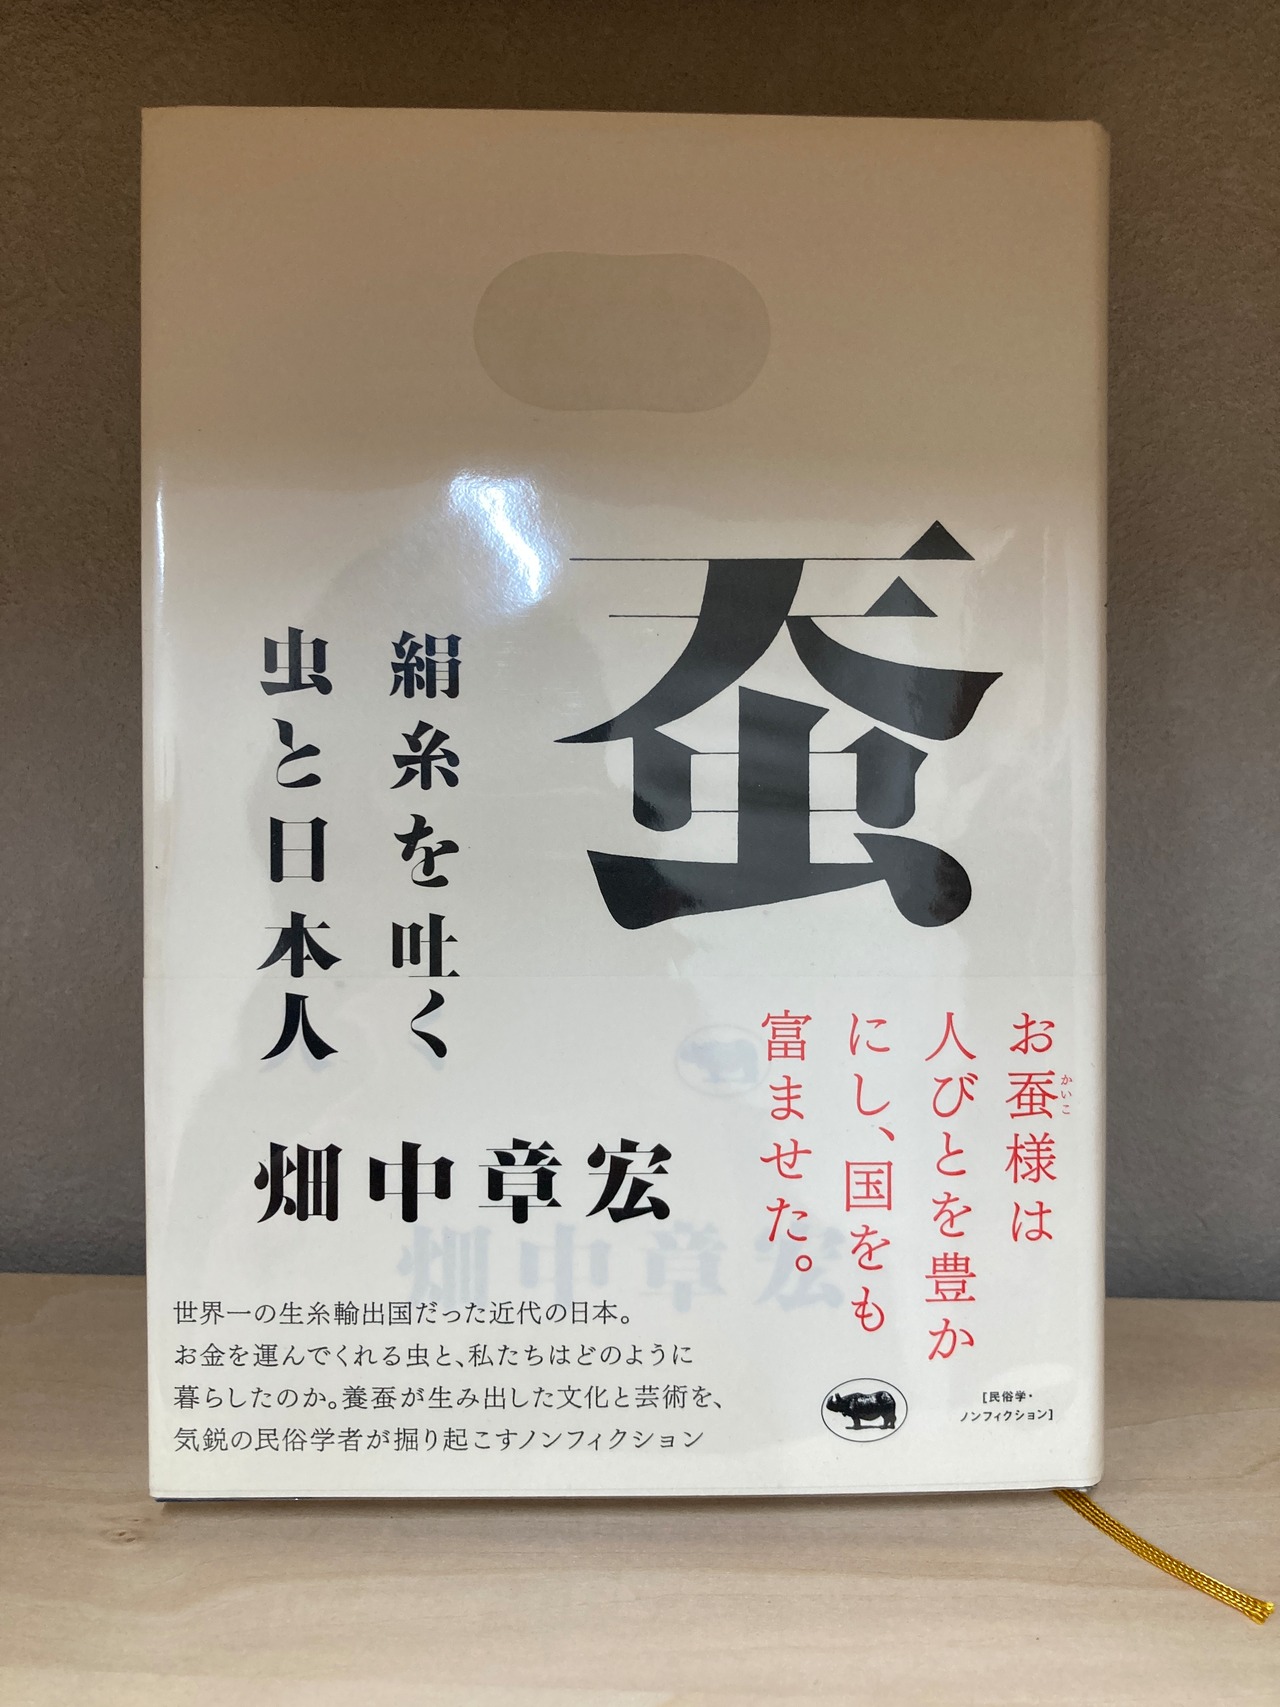 蚕
絹糸を吐く
虫と日本人
畑中章宏
お蚕様は
かいこ
人びとを豊か
にし、国をも
富ませた。
世界一の生糸輸出国だった近代の日本。
お金を運んでくれる虫と、私たちはどのように
暮らしたのか。養蚕が生み出した文化と芸術を、
気鋭の民俗学者が掘り起こすノンフィクション
[民俗学・
ノンフィクション]